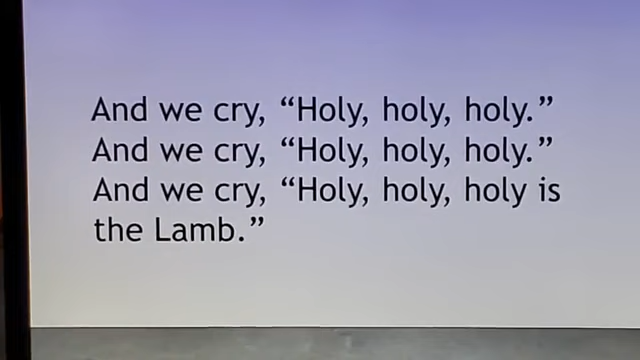 And we cry, “Holy, holy, holy.”
And we cry, “Holy, holy, holy.”
And we cry, “Holy, holy, holy is
the Lamb.”